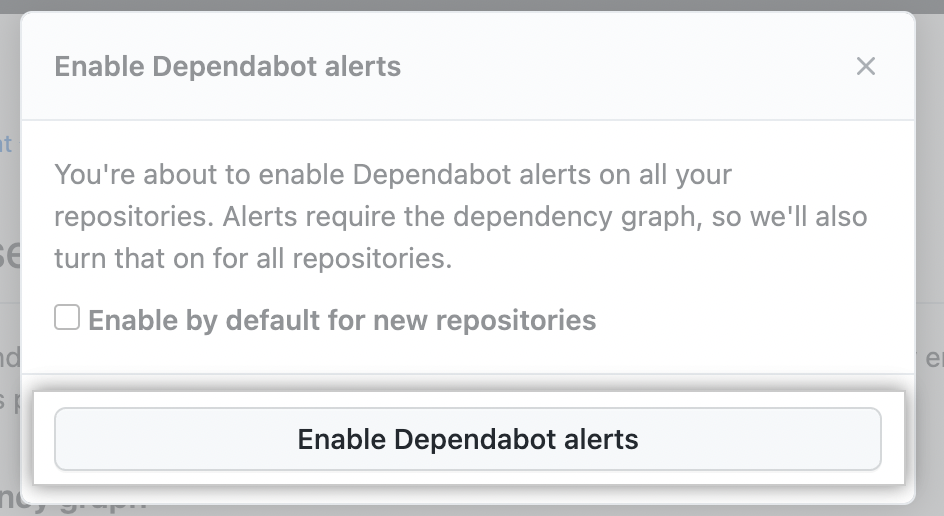 Enable Dependabot alerts
You're about to enable Dependabot alerts on all your
repositories. Alerts require the dependency graph, so we'll also
turn that on for all repositories.
Enable by default for new repositories
Enable Dependabot alerts